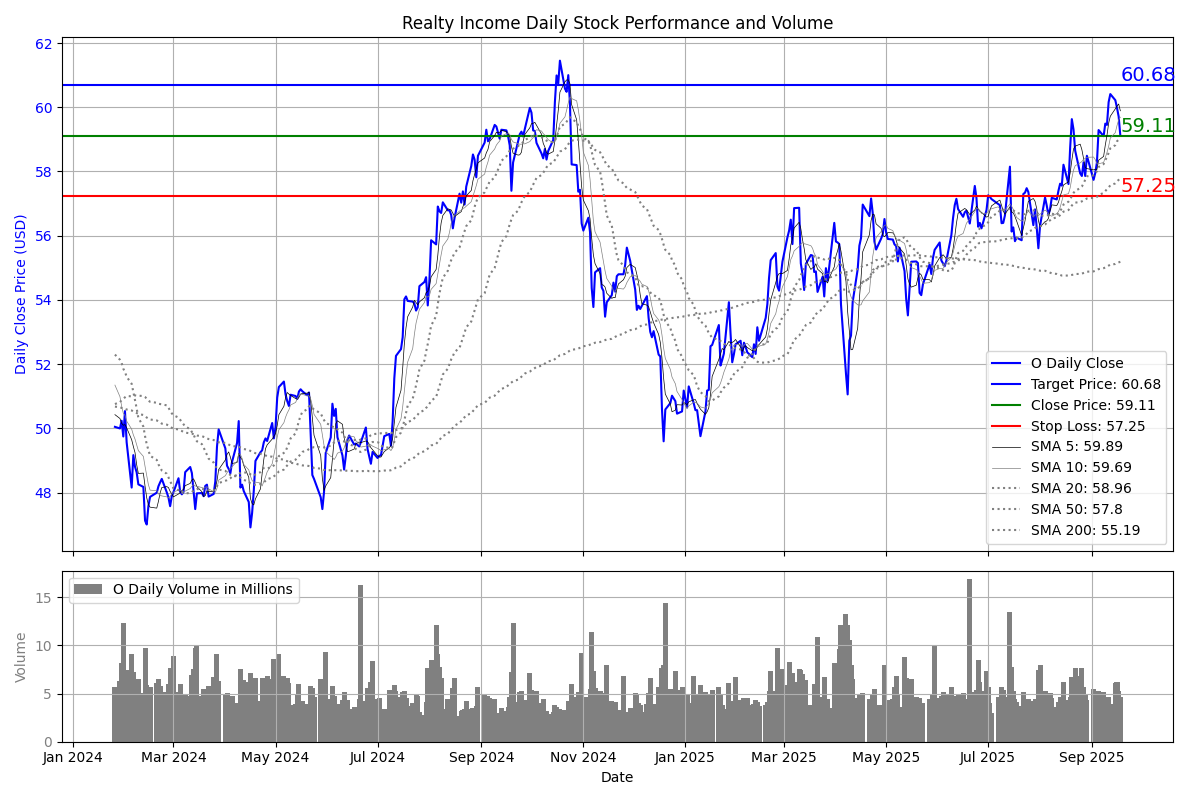 Realty Income Daily Stock Performance and Volume
Daily Close Price (USD)
62
60
58
56
54
52
50
48
60.68
59.11
57.25
O Daily Close
Target Price: 60.68
Close Price: 59.11
Stop Loss: 57.25
SMA 5: 59.89
SMA 10: 59.69
SMA 20: 58.96
SMA 50: 57.8
SMA 200: 55.19
Volume
15
10
5
0
O Daily Volume in Millions
Jan 2024 Mar 2024 May 2024 Jul 2024 Sep 2024 Nov 2024 Jan 2025 Mar 2025 May 2025 Jul 2025 Sep 2025
Date